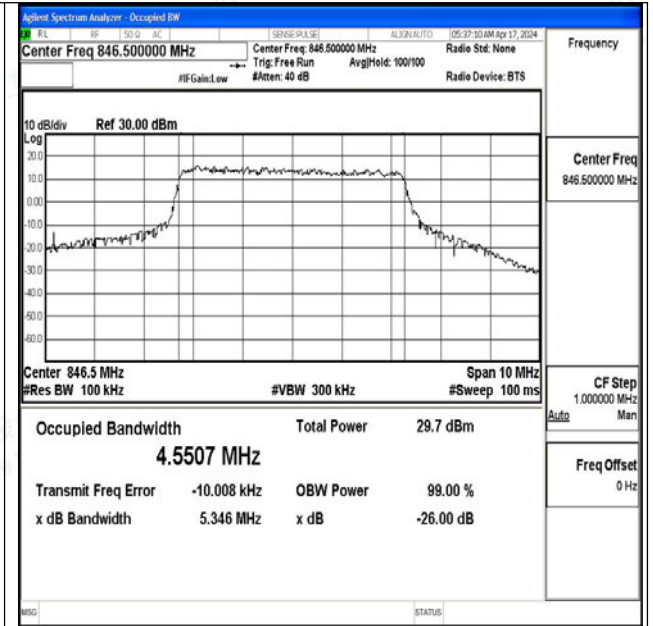 Agilent Spectrum Analyzer - Occupied BW
RL RF 50 Ω AC SENSE:PULSE ALIGN AUTO 05:37:10 AM Apr 17, 2024
Center Freq 846.500000 MHz
Center Freq: 846.500000 MHz Radio Std: None
Trig: Free Run Avg|Hold: 100/100
#IFGain:Low #Atten: 40 dB Radio Device: BTS
Frequency
10 dB/div Ref 30.00 dBm
Log
20.0
10.0
0.00
-10.0
-20.0
-30.0
-40.0
-50.0
-60.0
Center 846.5 MHz Span 10 MHz
#Res BW 100 kHz #VBW 300 kHz #Sweep 100 ms
Center Freq
846.500000 MHz
CF Step
1.000000 MHz
Auto Man
Freq Offset
0 Hz
Occupied Bandwidth Total Power 29.7 dBm
4.5507 MHz
Transmit Freq Error -10.008 kHz OBW Power 99.00 %
x dB Bandwidth 5.346 MHz x dB -26.00 dB
MSG STATUS